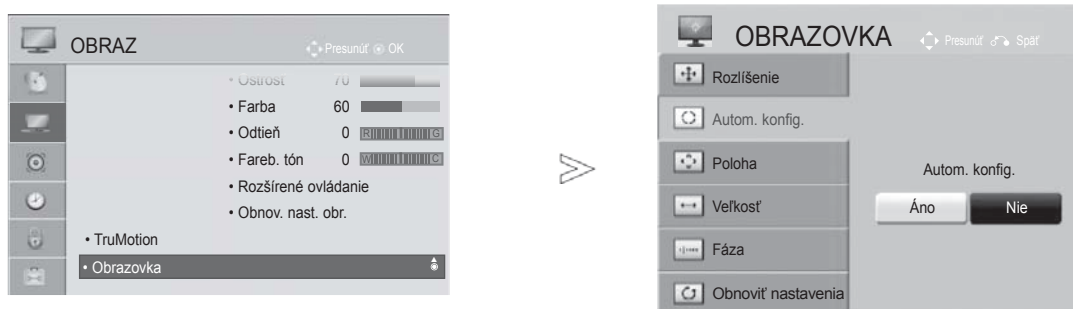 OBRAZ
Presunúť OK
• Ostrosť 70
• Farba 60
• Odtieň 0 R G
• Fareb. tón 0 W C
• Rozšírené ovládanie
• Obnov. nast. obr.
• TruMotion
• Obrazovka
OBRAZOVKA
Presunúť Späť
Rozlíšenie
Autom. konfig.
Poloha
Veľkosť
Fáza
Obnoviť nastavenia
Autom. konfig.
Áno Nie